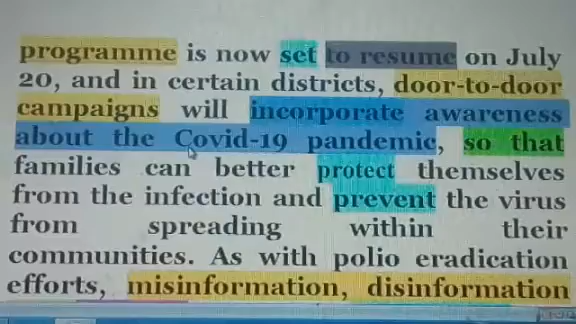 programme is now set to resume on July
20, and in certain districts, door-to-door
campaigns will incorporate awareness
about the Covid-19 pandemic, so that
families can better protect themselves
from the infection and prevent the virus
from spreading within their
communities. As with polio eradication
efforts, misinformation, disinformation